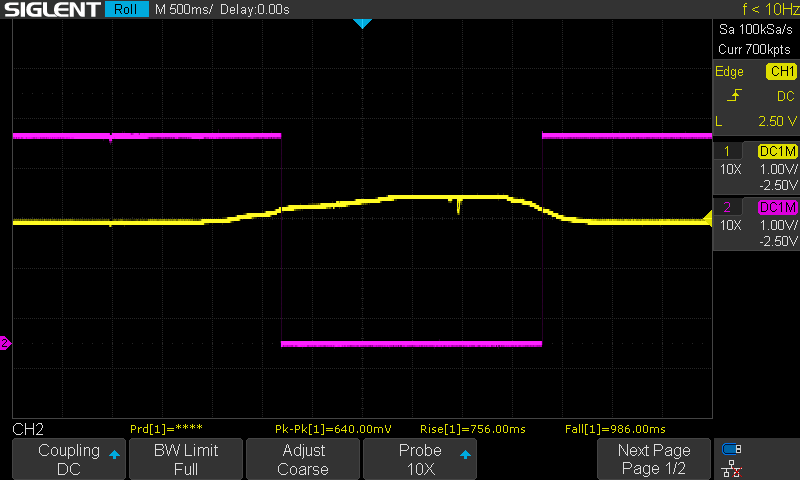 SIGLENT Roll M 500ms/ Delay:0.00s f < 10Hz
Sa 100kSa/s
Curr 700kpts
Edge CH1
DC
L 2.50 V
1 DC1M
10X 1.00V/
-2.50V
2 DC1M
10X 1.00V/
-2.50V
2
CH2 Prd[1]=**** Pk-Pk[1]=640.00mV Rise[1]=756.00ms Fall[1]=986.00ms
Coupling
DC
BW Limit
Full
Adjust
Coarse
Probe
10X
Next Page
Page 1/2